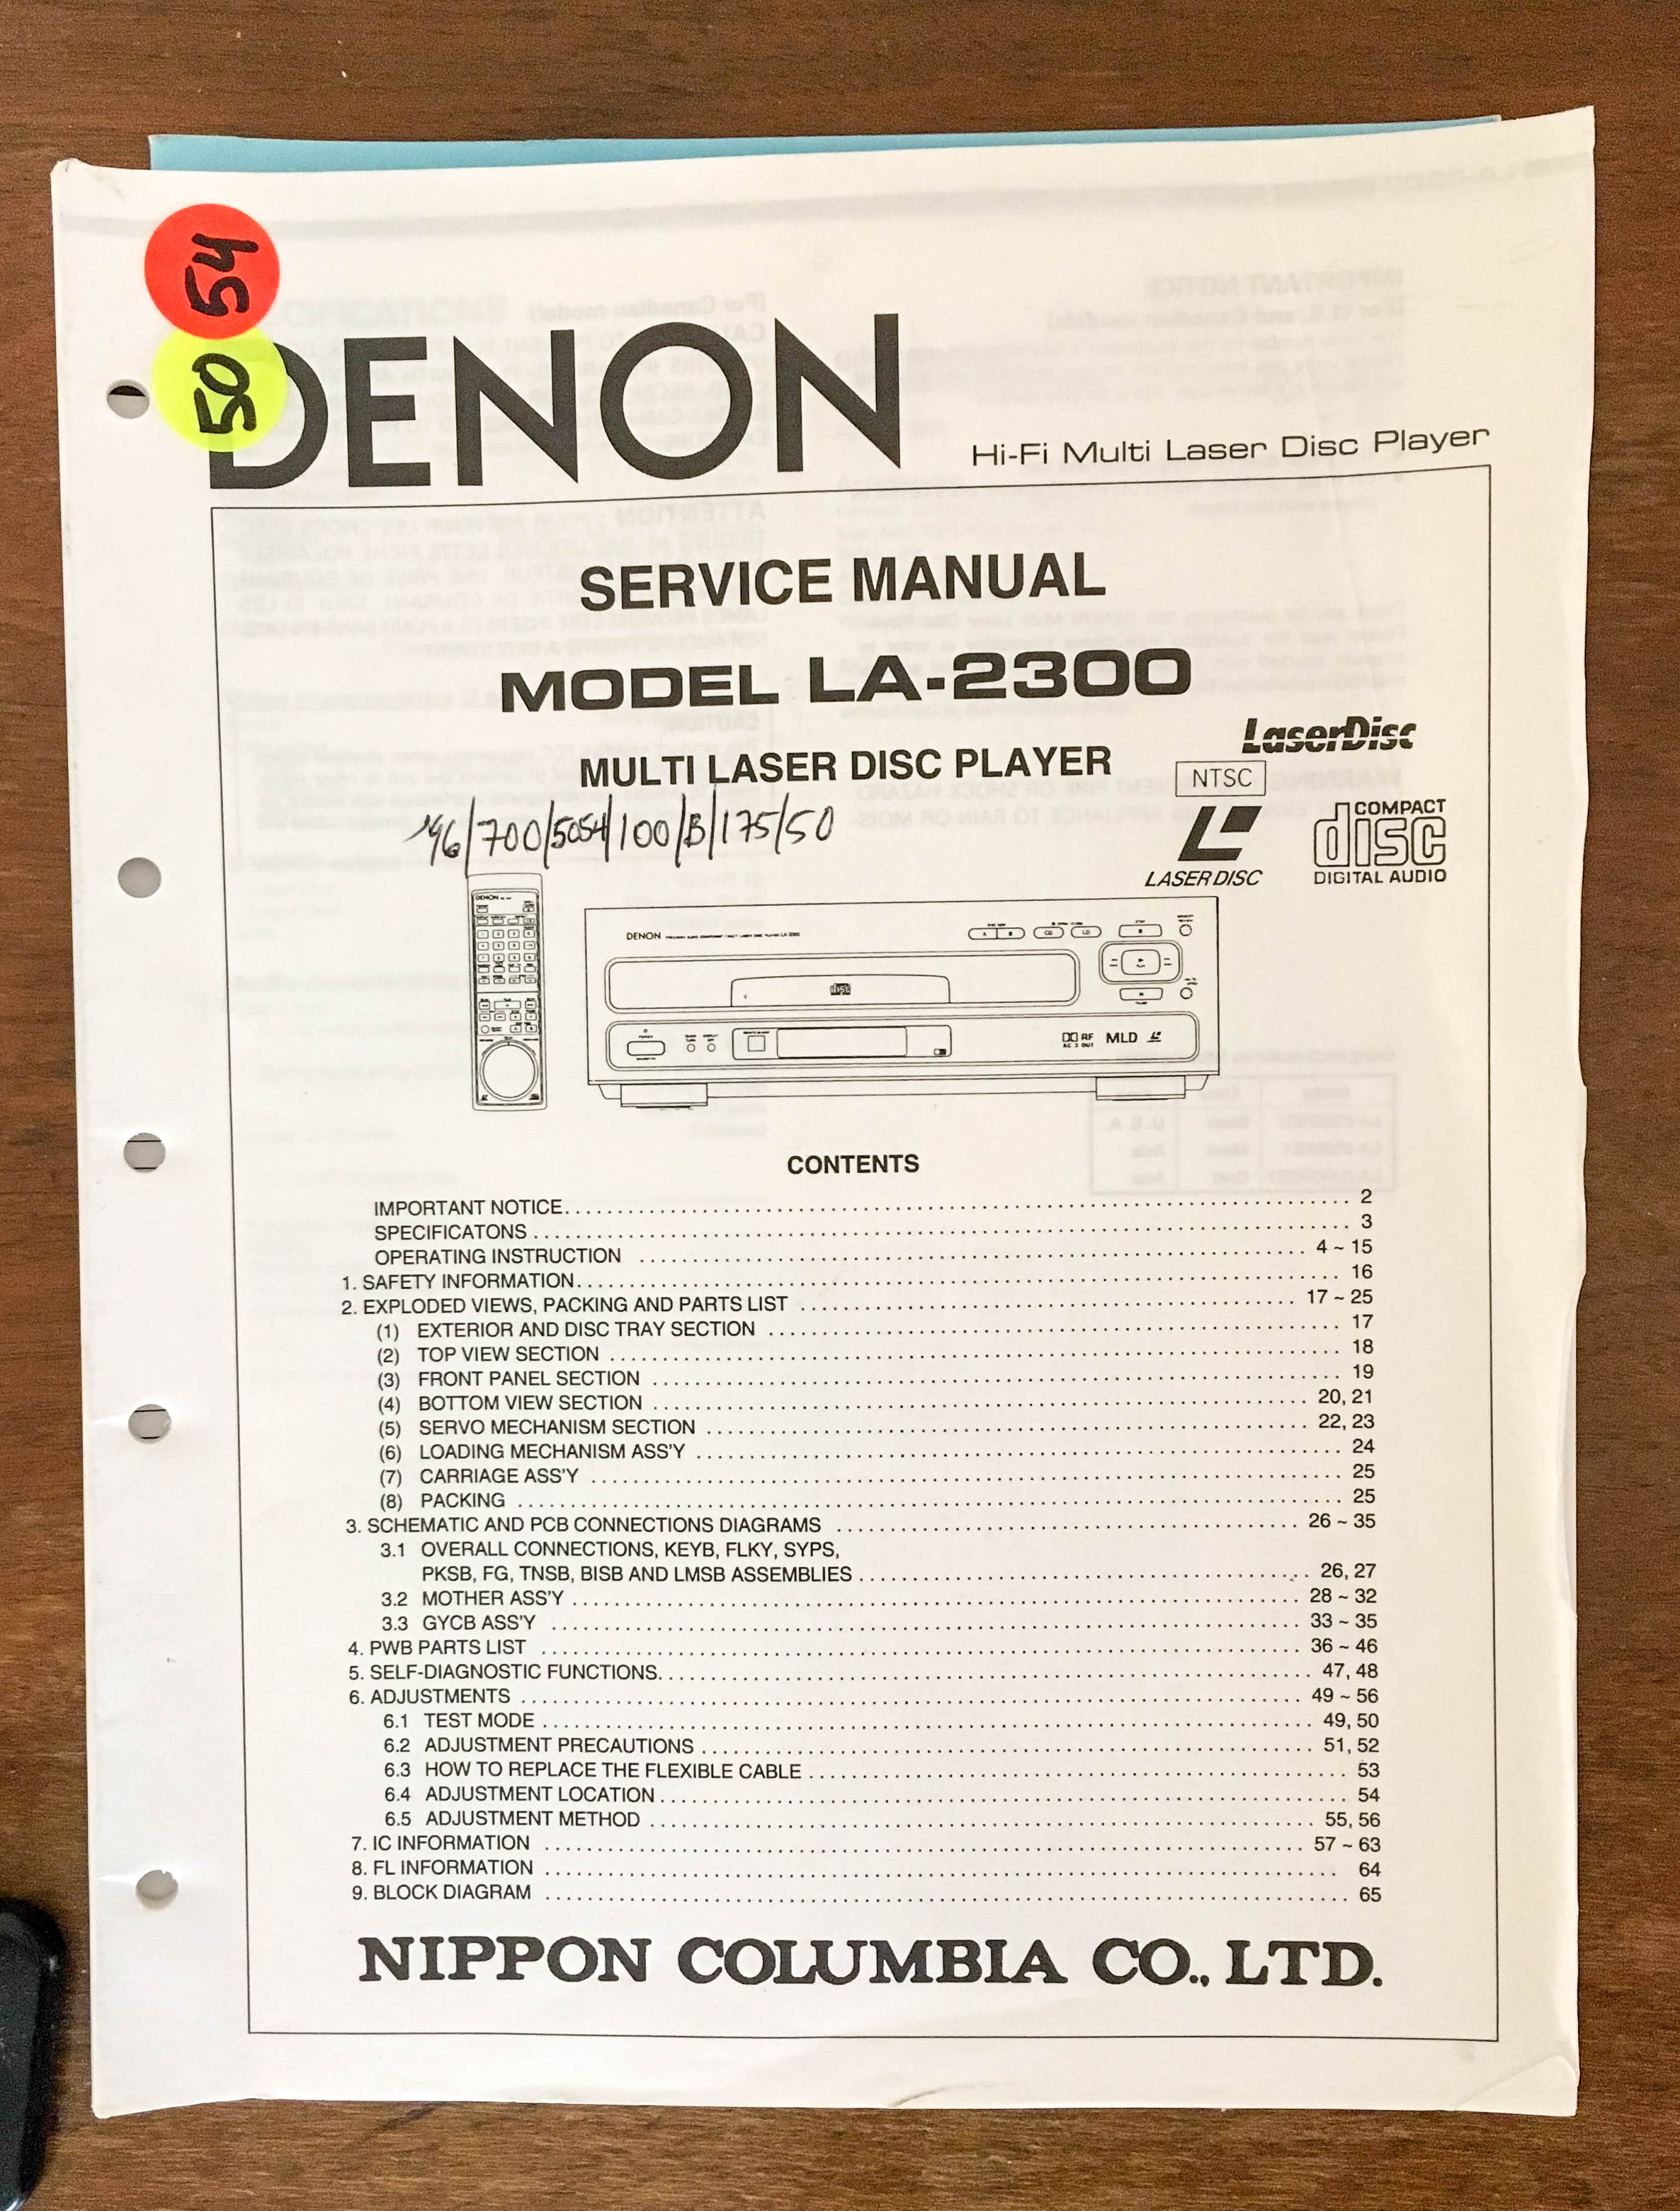 54
50
DENON
Hi-Fi Multi Laser Disc Player
SERVICE MANUAL
MODEL LA-2300
MULTI LASER DISC PLAYER
LaserDisc
NTSC
LASER DISC
COMPACT
disc
DIGITAL AUDIO
/700/5054/100/B/175/50
DENON
DENON
RF
AC 3 OUT
MLD
CONTENTS
IMPORTANT NOTICE 2
SPECIFICATONS 3
OPERATING INSTRUCTION 4 ~ 15
1. SAFETY INFORMATION 16
2. EXPLODED VIEWS, PACKING AND PARTS LIST 17 ~ 25
(1) EXTERIOR AND DISC TRAY SECTION 17
(2) TOP VIEW SECTION 18
(3) FRONT PANEL SECTION 19
(4) BOTTOM VIEW SECTION 20, 21
(5) SERVO MECHANISM SECTION 22, 23
(6) LOADING MECHANISM ASS'Y 24
(7) CARRIAGE ASS'Y 25
(8) PACKING 25
3. SCHEMATIC AND PCB CONNECTIONS DIAGRAMS 26 ~ 35
3.1 OVERALL CONNECTIONS, KEYB, FLKY, SYPS,
PKSB, FG, TNSB, BISB AND LMSB ASSEMBLIES 26, 27
3.2 MOTHER ASS'Y 28 ~ 32
3.3 GYCB ASS'Y 33 ~ 35
4. PWB PARTS LIST 36 ~ 46
5. SELF-DIAGNOSTIC FUNCTIONS 47, 48
6. ADJUSTMENTS 49 ~ 56
6.1 TEST MODE 49, 50
6.2 ADJUSTMENT PRECAUTIONS 51, 52
6.3 HOW TO REPLACE THE FLEXIBLE CABLE 53
6.4 ADJUSTMENT LOCATION 54
6.5 ADJUSTMENT METHOD 55, 56
7. IC INFORMATION 57 ~ 63
8. FL INFORMATION 64
9. BLOCK DIAGRAM 65
NIPPON COLUMBIA CO., LTD.